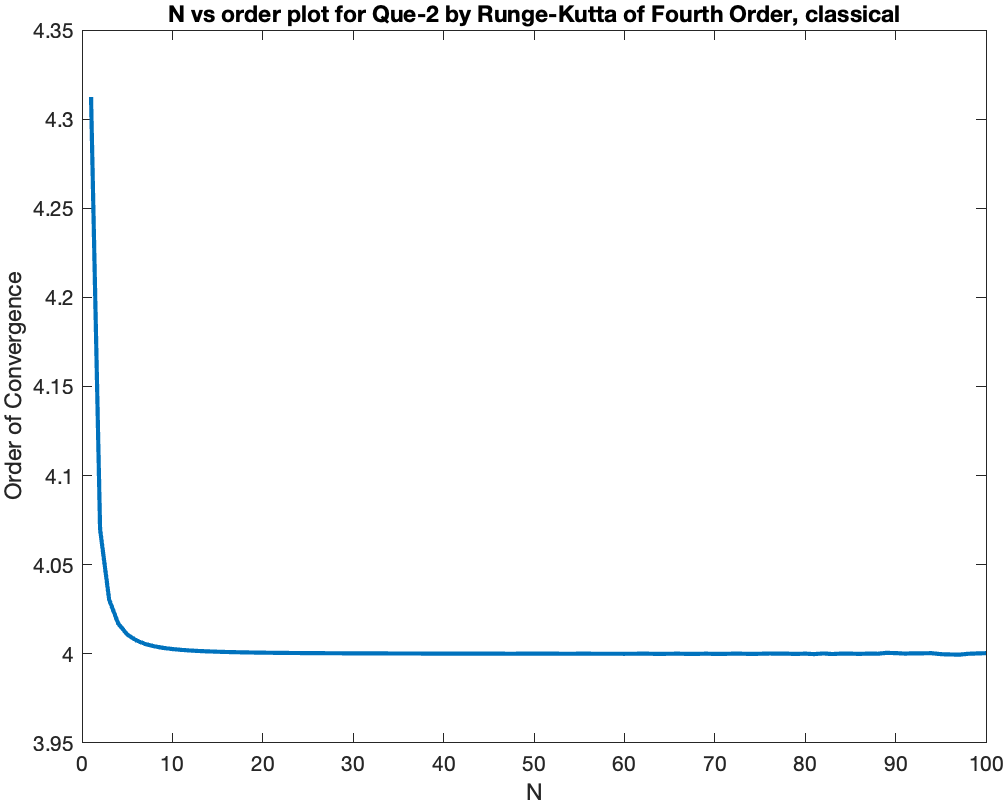 N vs order plot for Que-2 by Runge-Kutta of Fourth Order, classical
4.35
4.3
4.25
4.2
4.15
4.1
4.05
4
3.95
Order of Convergence
0 10 20 30 40 50 60 70 80 90 100
N